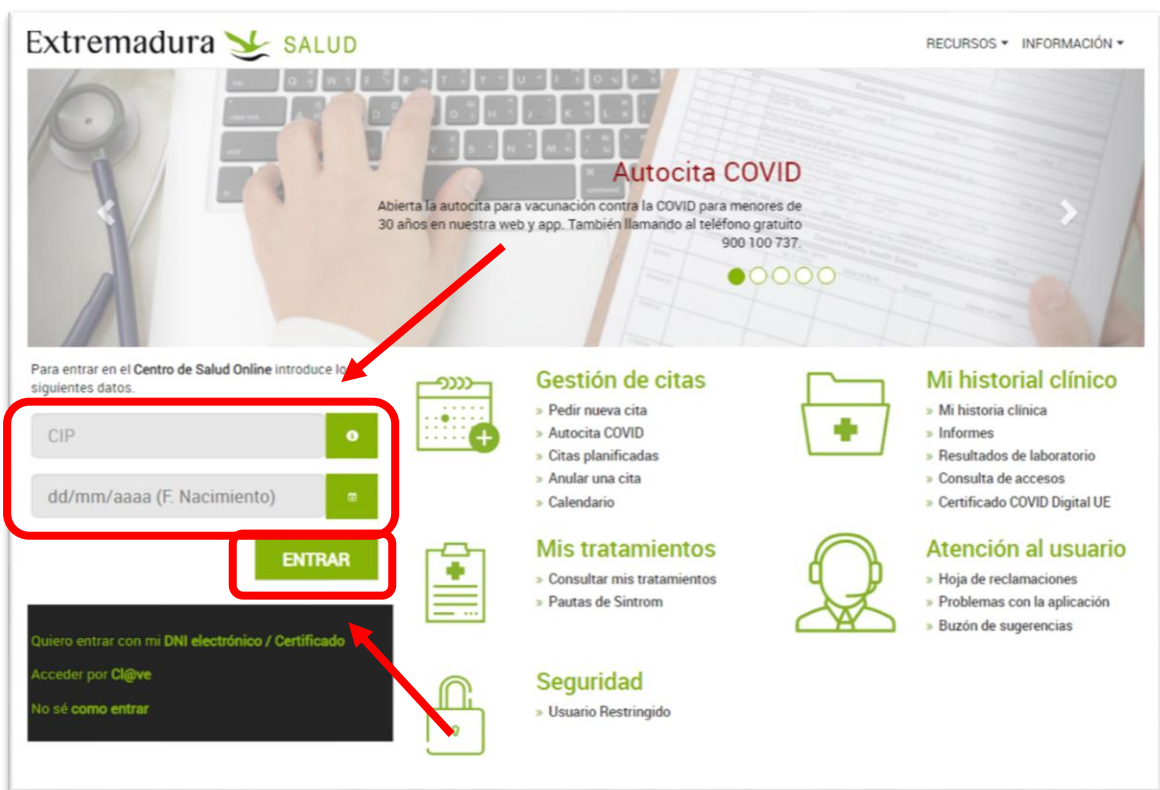 Extremadura SALUD
RECURSOS INFORMACIÓN
Autocita COVID
Abierta la autocita para vacunación contra la COVID para menores de
30 años en nuestra web y app. También llamando al teléfono gratuito
900 100 737.
Para entrar en el Centro de Salud Online introduce
siguientes datos.
CIP
dd/mm/aaaa (F. Nacimiento)
ENTRAR
Quiero entrar con mi DNI electrónico / Certificado
Acceder por Cl@ve
No sé como entrar
Gestión de citas
» Pedir nueva cita
» Autocita COVID
» Citas planificadas
» Anular una cita
» Calendario
Mi historial clínico
» Mi historia clínica
» Informes
» Resultados de laboratorio
» Consulta de accesos
» Certificado COVID Digital UE
Mis tratamientos
» Consultar mis tratamientos
» Pautas de Sintrom
Atención al usuario
» Hoja de reclamaciones
» Problemas con la aplicación
» Buzón de sugerencias
Seguridad
» Usuario Restringido